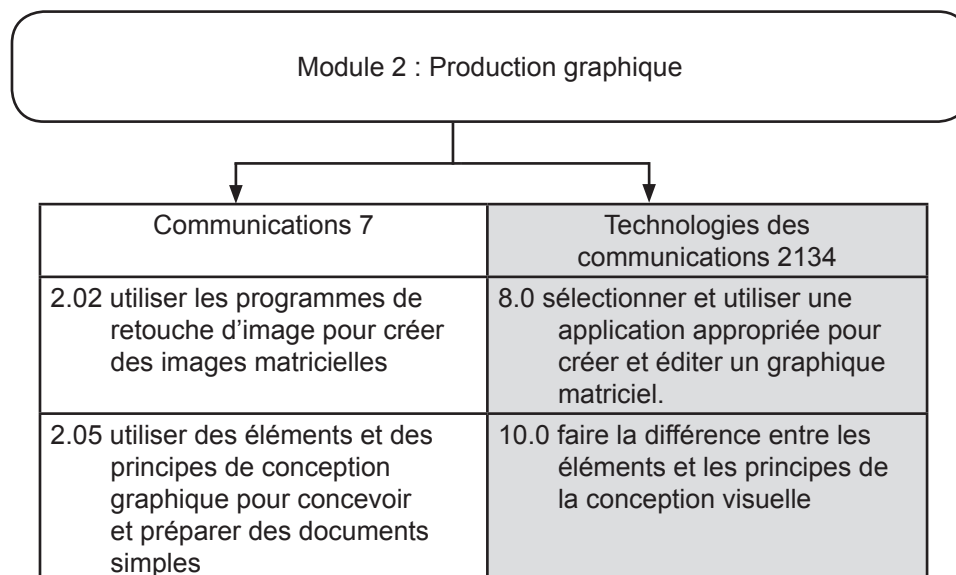 Module 2 : Production graphique
Communications 7
Technologies des
communications 2134
2.02 utiliser les programmes de
retouche d’image pour créer
des images matricielles
8.0 sélectionner et utiliser une
application appropriée pour
créer et éditer un graphique
matriciel.
2.05 utiliser des éléments et des
principes de conception
graphique pour concevoir
et préparer des documents
simples
10.0 faire la différence entre les
éléments et les principes de
la conception visuelle